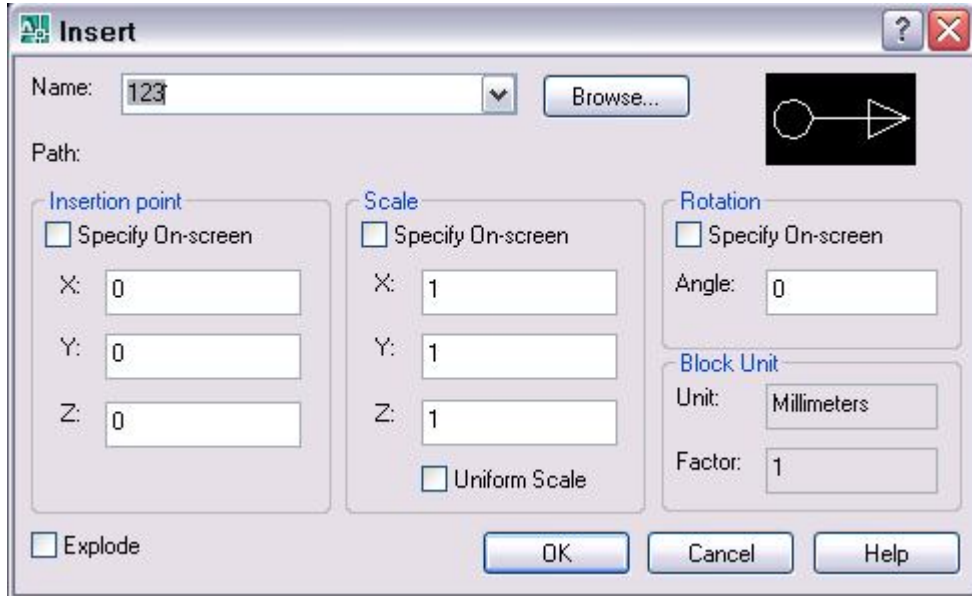 Insert
Name: 123 Browse...
Path:
Insertion point
Specify On-screen
X: 0
Y: 0
Z: 0
Scale
Specify On-screen
X: 1
Y: 1
Z: 1
Uniform Scale
Rotation
Specify On-screen
Angle: 0
Block Unit
Unit: Millimeters
Factor: 1
Explode
OK Cancel Help